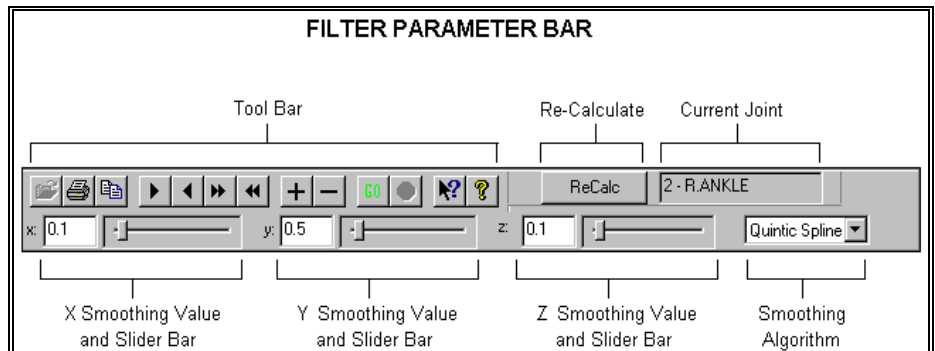 FILTER PARAMETER BAR
Tool Bar Re-Calculate Current Joint
GO ? ? ReCalc 2 - R.ANKLE
x: 0.1 y: 0.5 z: 0.1 Quintic Spline
X Smoothing Value Y Smoothing Value Z Smoothing Value Smoothing
and Slider Bar and Slider Bar and Slider Bar Algorithm